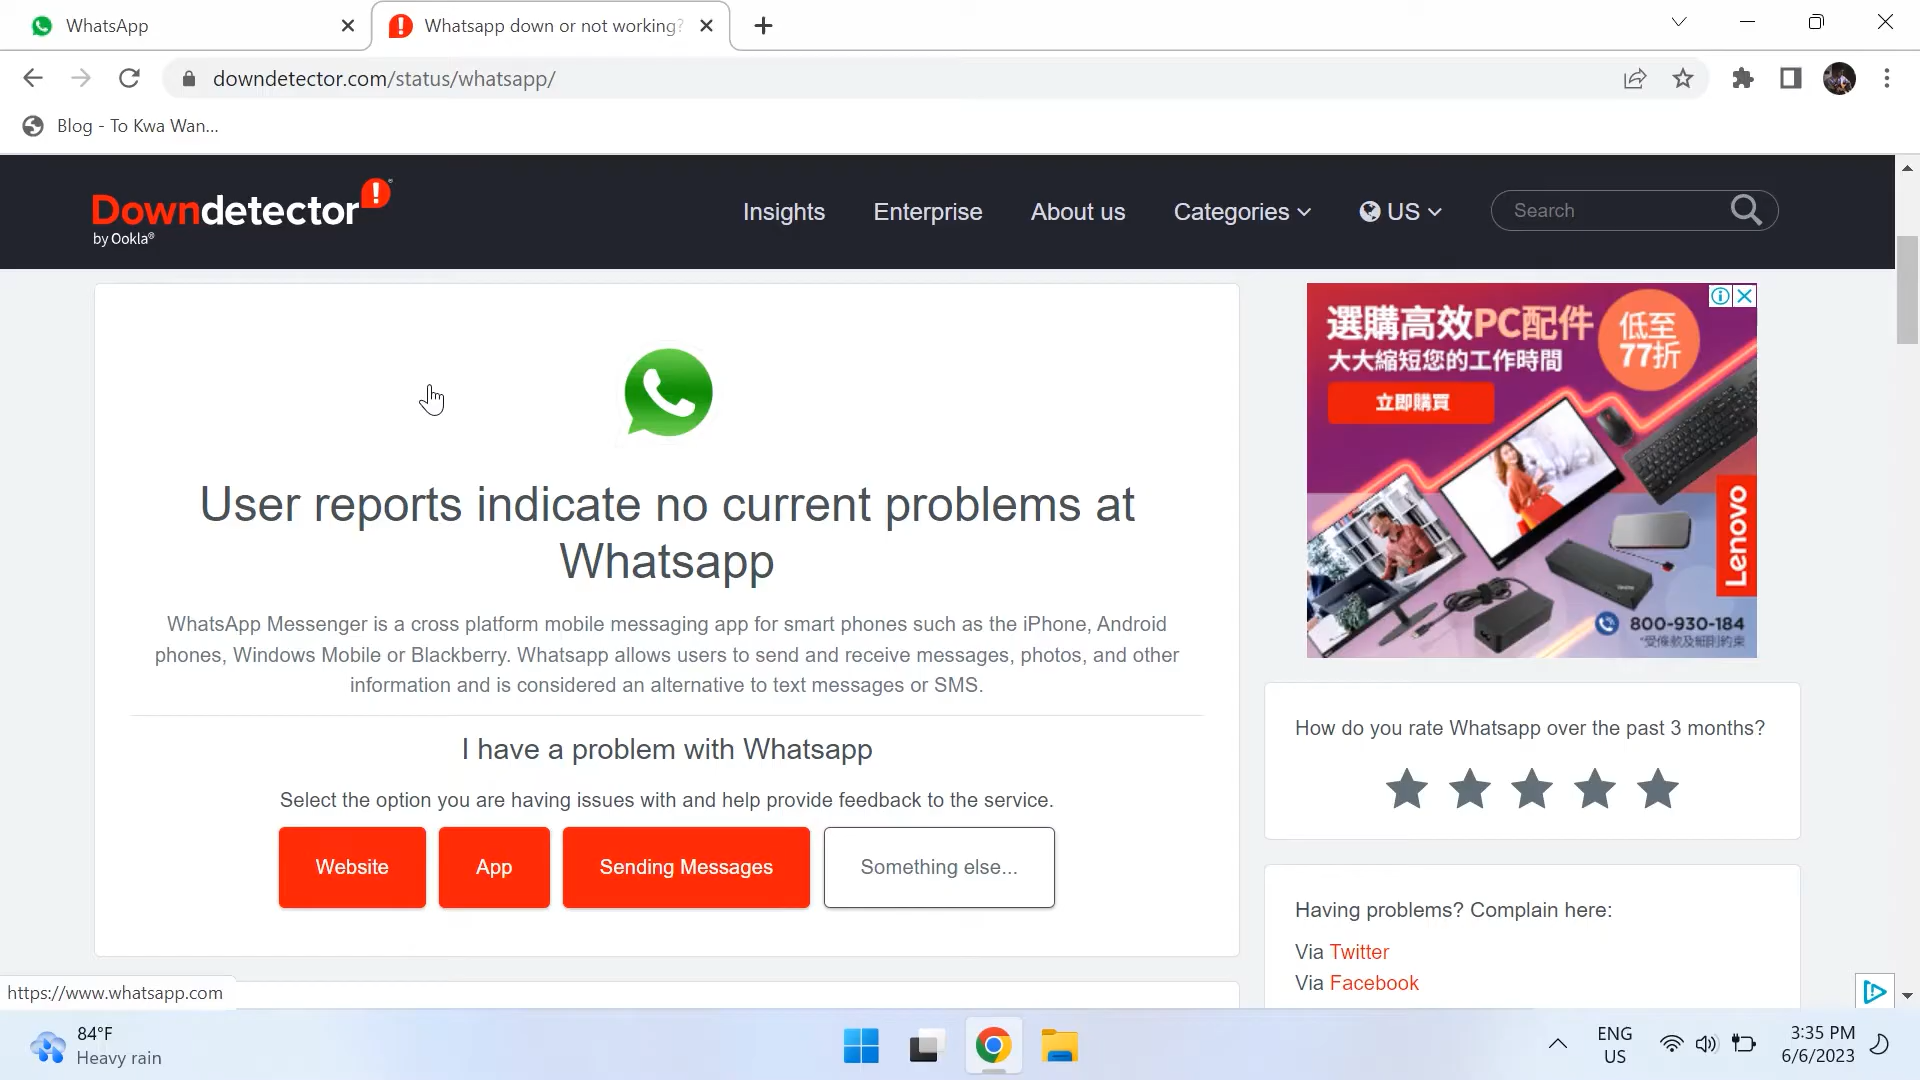 WhatsApp
Whatsapp down or not working?
downdetector.com/status/whatsapp/
Blog - To Kwa Wan...
Downdetector
by Ookla®
Insights
Enterprise
About us
Categories
US
Search
User reports indicate no current problems at
Whatsapp
WhatsApp Messenger is a cross platform mobile messaging app for smart phones such as the iPhone, Android
phones, Windows Mobile or Blackberry. Whatsapp allows users to send and receive messages, photos, and other
information and is considered an alternative to text messages or SMS.
I have a problem with Whatsapp
Select the option you are having issues with and help provide feedback to the service.
Website
App
Sending Messages
Something else...
選購高效PC配件
大大縮短您的工作時間
立即購買
低至
77折
Lenovo
800-930-184
*受條款及細則約束
How do you rate Whatsapp over the past 3 months?
Having problems? Complain here:
Via Twitter
Via Facebook
https://www.whatsapp.com
84°F
Heavy rain
ENG
US
3:35 PM
6/6/2023